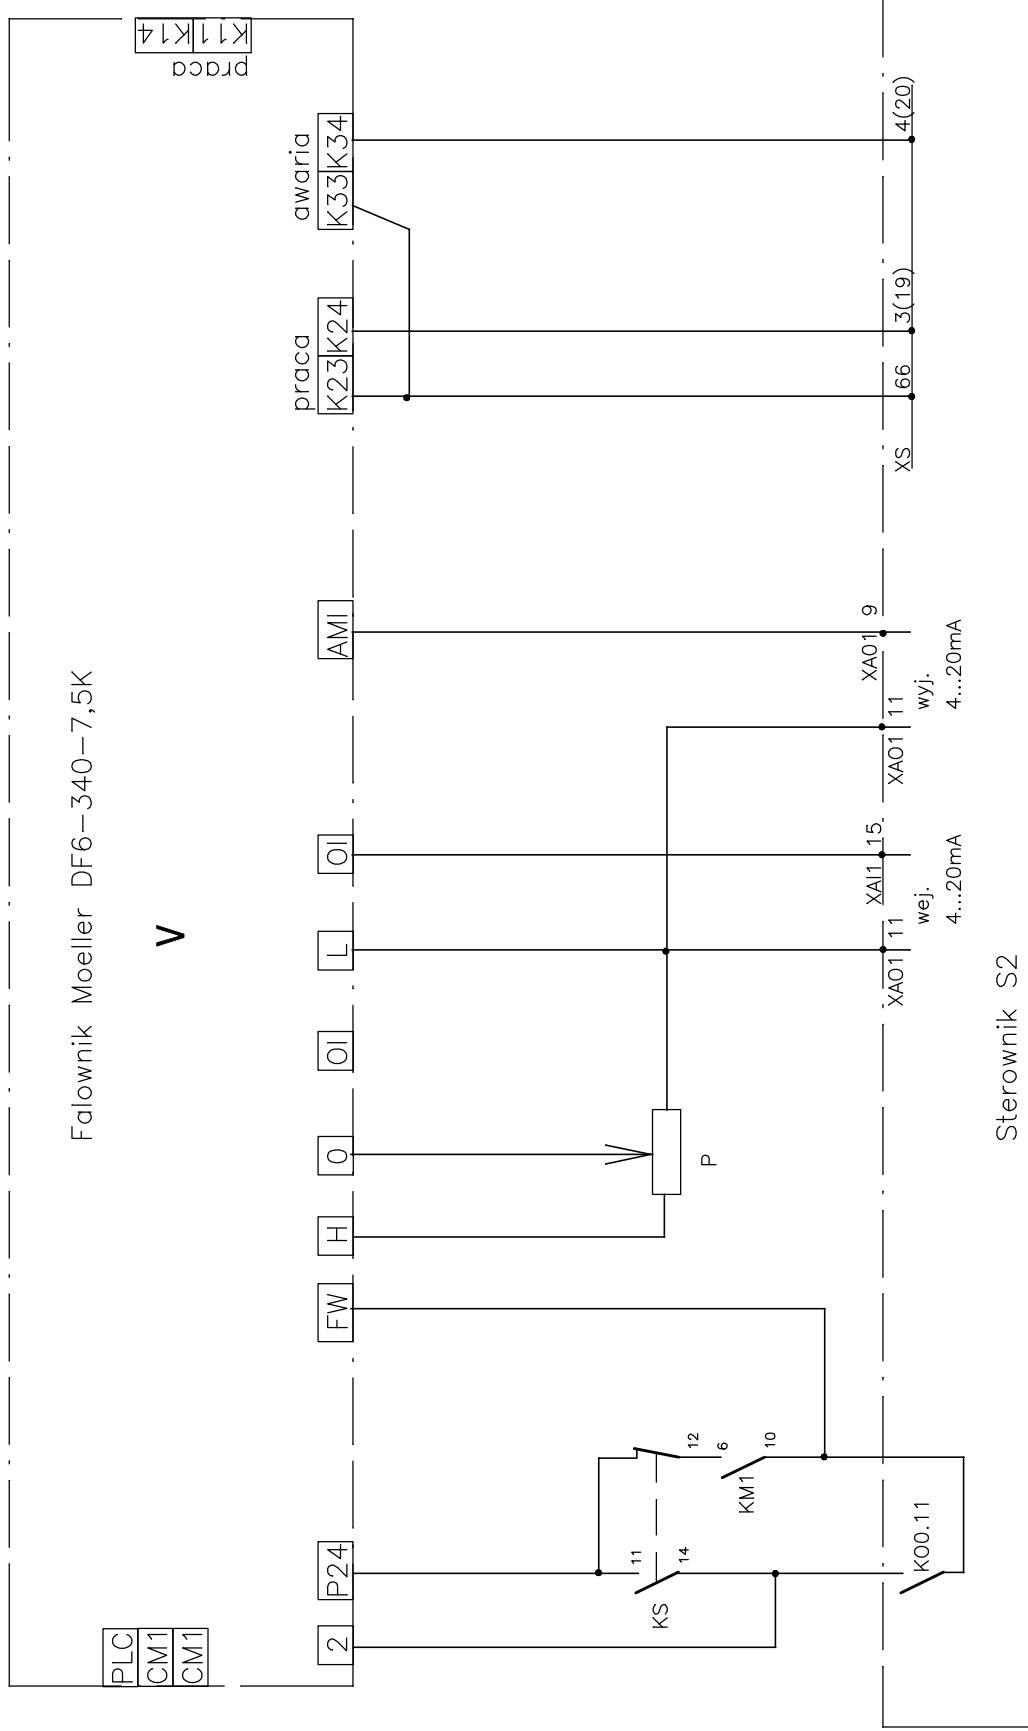 Falownik Moeller DF6-340-7,5K
V
PLC
CM1
CM1
praca
K11
K14
2
P24
FW
H
O
OI
L
OI
AMI
praca
K23
K24
awaria
K33
K34
KS
11
14
12
6
10
KM1
P
K00.11
XA01 11
XAI1 15
wej.
4...20mA
XA01 11
XA01 9
wyj.
4...20mA
XS 66 3(19) 4(20)
Sterownik S2